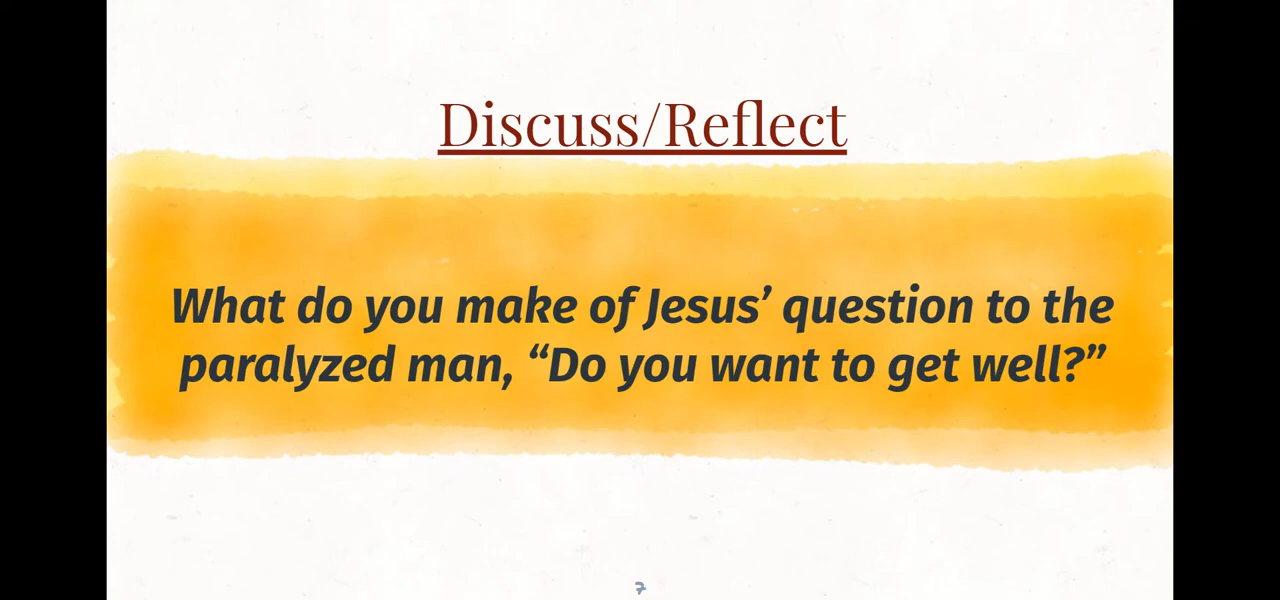 Discuss/Reflect
What do you make of Jesus’ question to the
paralyzed man, “Do you want to get well?”
7